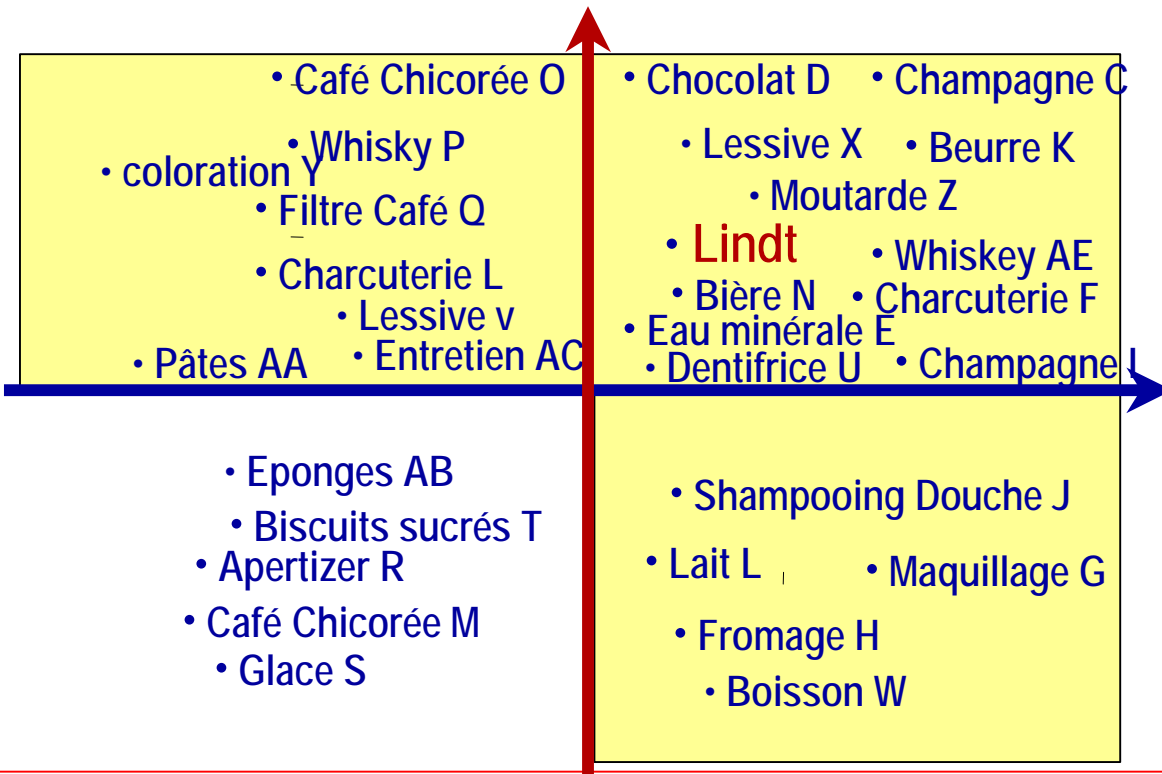 • Café Chicorée O
• Whisky P
• coloration Y
• Filtre Café Q
• Charcuterie L
• Lessive v
• Entretien AC
• Pâtes AA
• Chocolat D
• Champagne C
• Lessive X
• Beurre K
• Moutarde Z
• Lindt
• Whiskey AE
• Bière N
• Charcuterie F
• Eau minérale E
• Dentifrice U
• Champagne I
• Eponges AB
• Biscuits sucrés T
• Apertizer R
• Café Chicorée M
• Glace S
• Shampooing Douche J
• Lait L
• Maquillage G
• Fromage H
• Boisson W